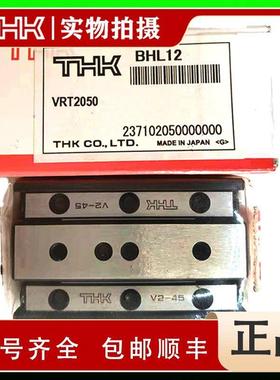 HK 实物拍摄
THK
BHL12
VRT2050
237102050000000
THK CO., LTD.
MADE IN JAPAN <G>
V2-45 THK
THK V2-45
号齐全 包邮顺丰
正